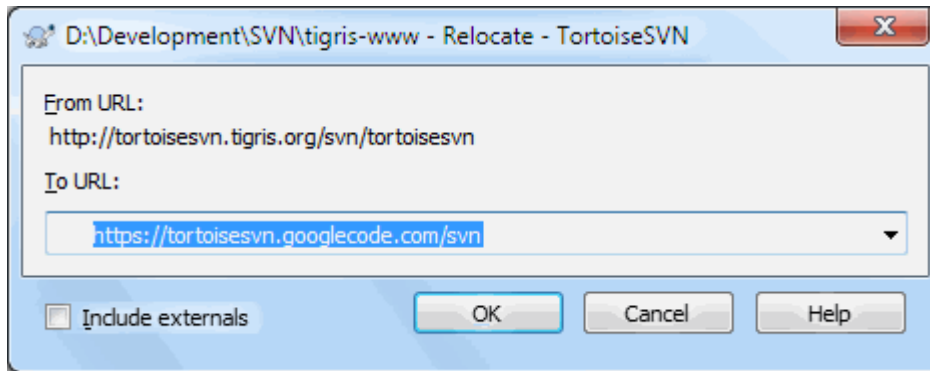 D:\Development\SVN\tigris-www - Relocate - TortoiseSVN
From URL:
http://tortoisesvn.tigris.org/svn/tortoisesvn
To URL:
https://tortoisesvn.googlecode.com/svn
Include externals
OK
Cancel
Help